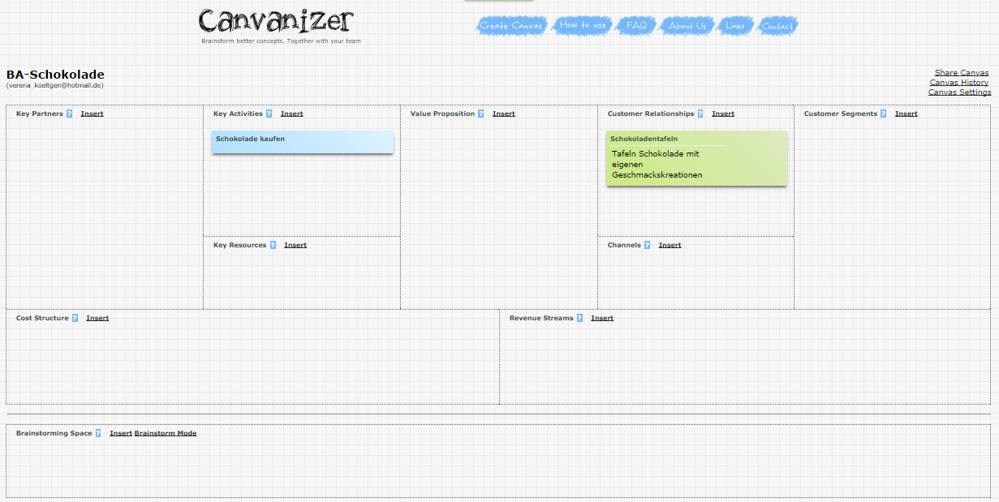 Canvanizer
Brainstorm better concepts. Together with your team
Create Canvas How to use FAQ About Us Links Contact
BA-Schokolade
(verena_koeltgen@hotmail.de)
Share Canvas
Canvas History
Canvas Settings
Key Partners ? Insert
Key Activities ? Insert
Schokolade kaufen
Key Resources ? Insert
Value Proposition ? Insert
Customer Relationships ? Insert
Schokoladentafeln
Tafeln Schokolade mit
eigenen
Geschmackskreationen
Channels ? Insert
Customer Segments ? Insert
Cost Structure ? Insert
Revenue Streams ? Insert
Brainstorming Space ? Insert Brainstorm Mode